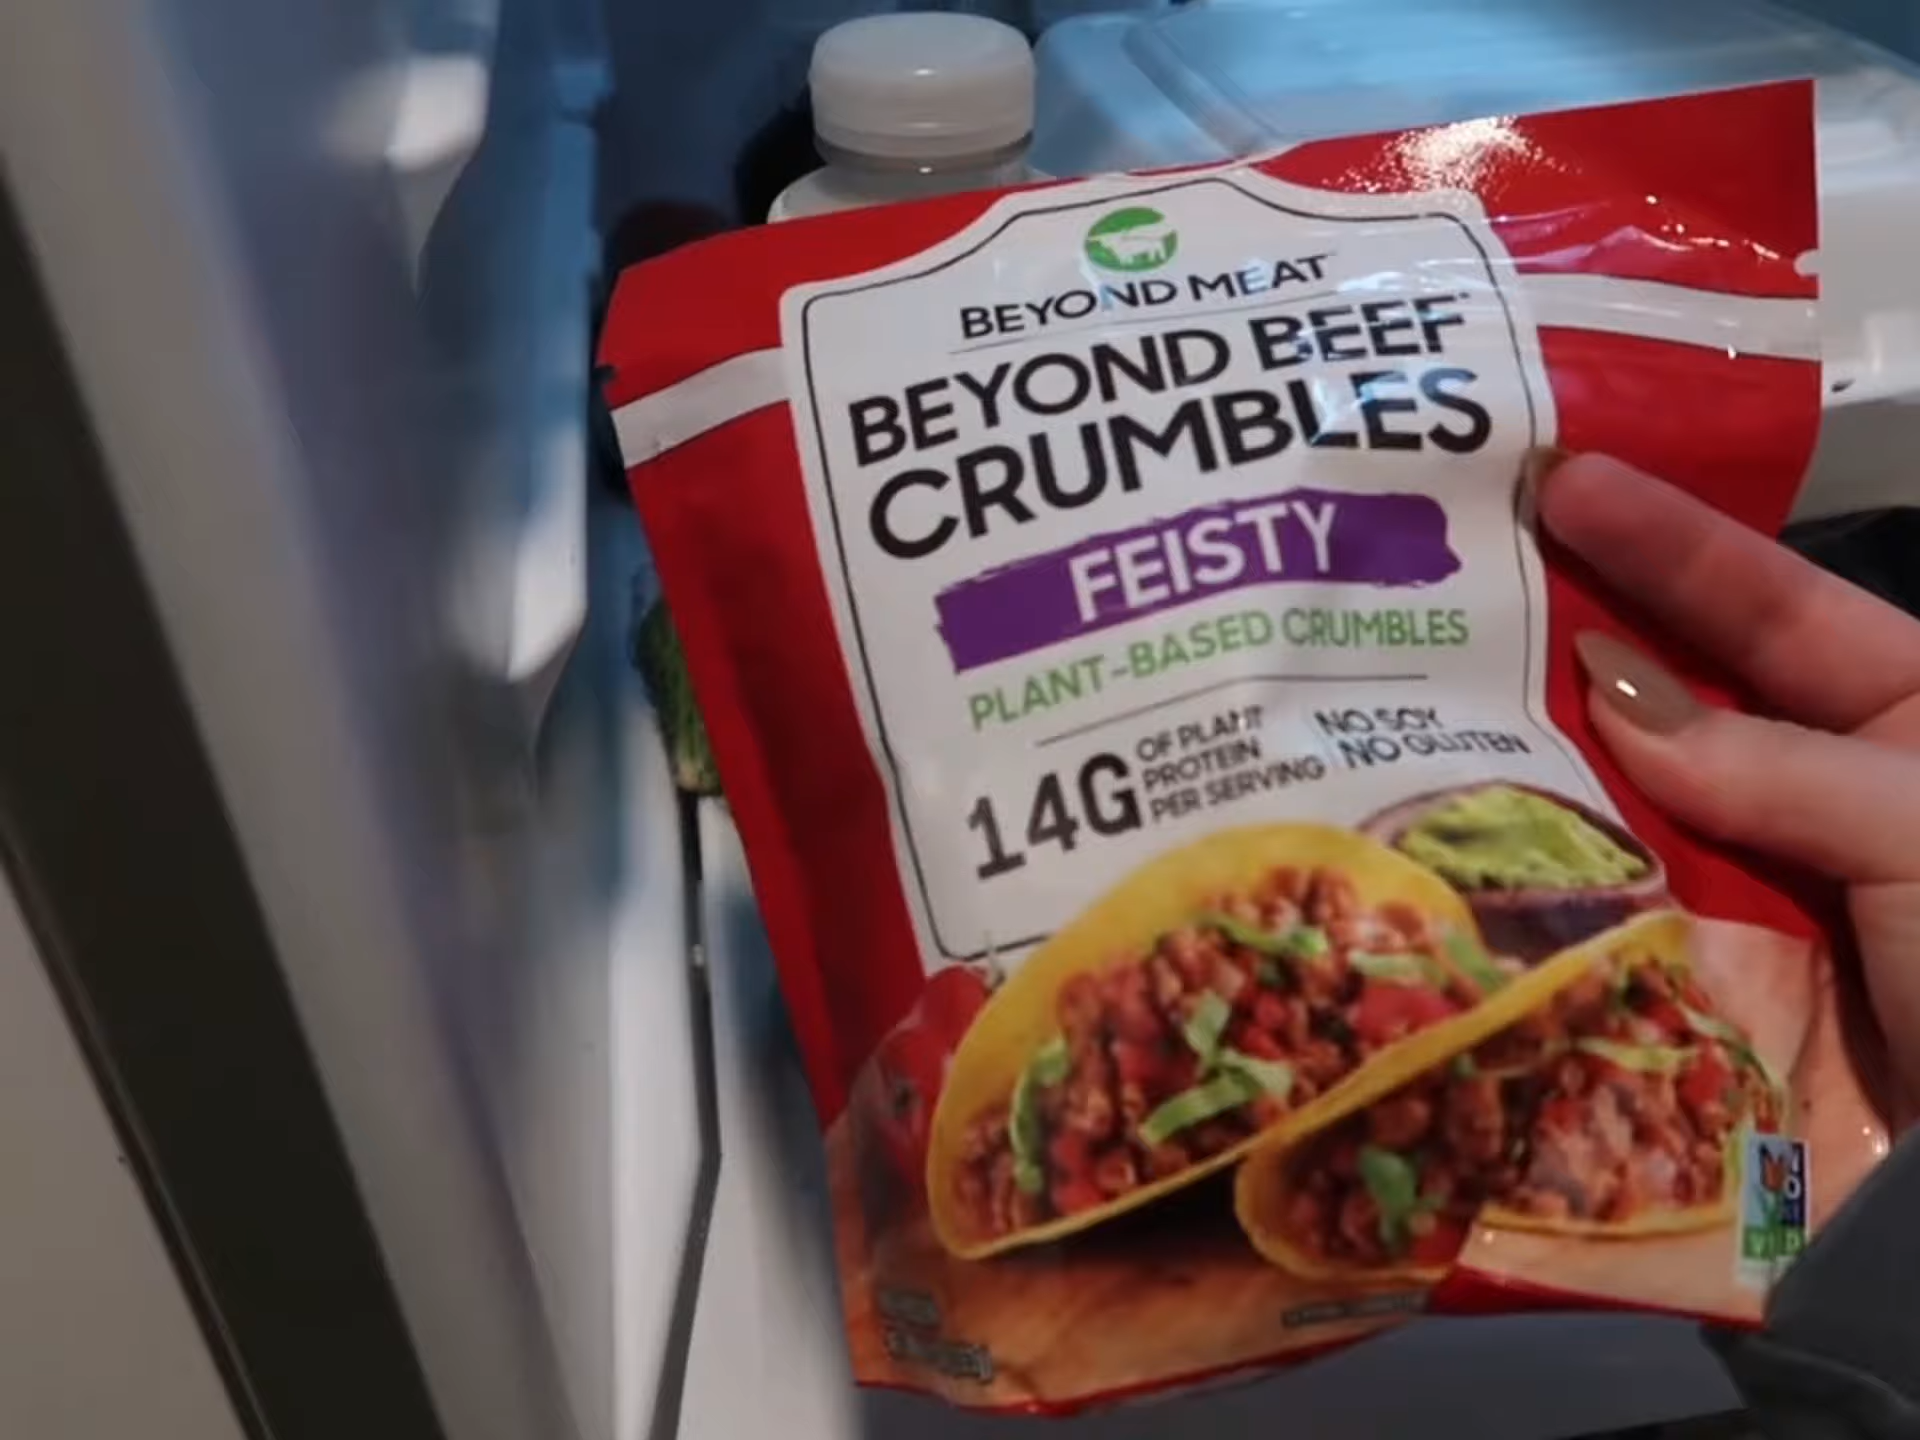 BEYOND MEAT
BEYOND BEEF
CRUMBLES
FEISTY
PLANT-BASED CRUMBLES
14G
OF PLANT
PROTEIN
PER SERVING
NO SOY
NO GLUTEN